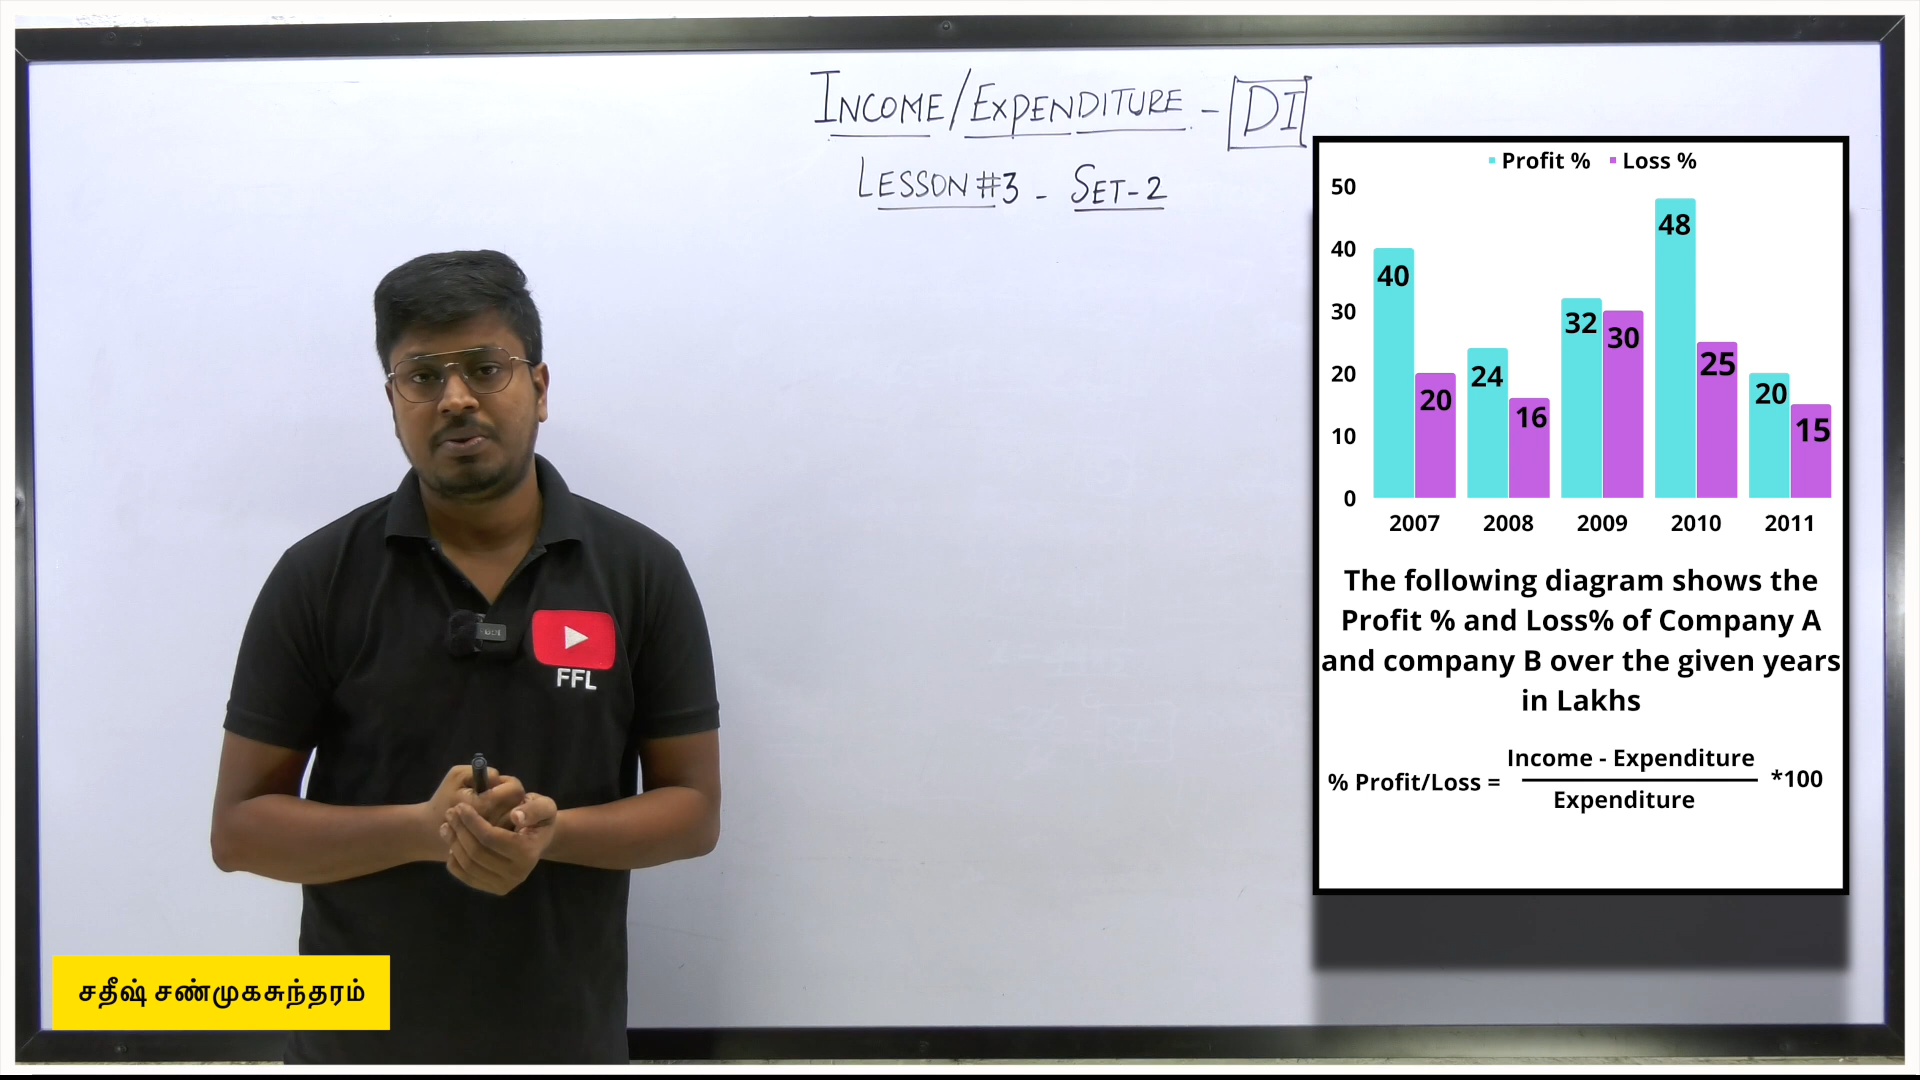 INCOME/EXPENDITURE - DI
LESSON #3 - SET-2
Profit % Loss %
50
40
30
20
10
0
40
20
24
16
32
30
48
25
20
15
2007 2008 2009 2010 2011
The following diagram shows the
Profit % and Loss% of Company A
and company B over the given years
in Lakhs
% Profit/Loss = Income - Expenditure
Expenditure
*100
FFL
சதீஷ் சண்முகசுந்தரம்